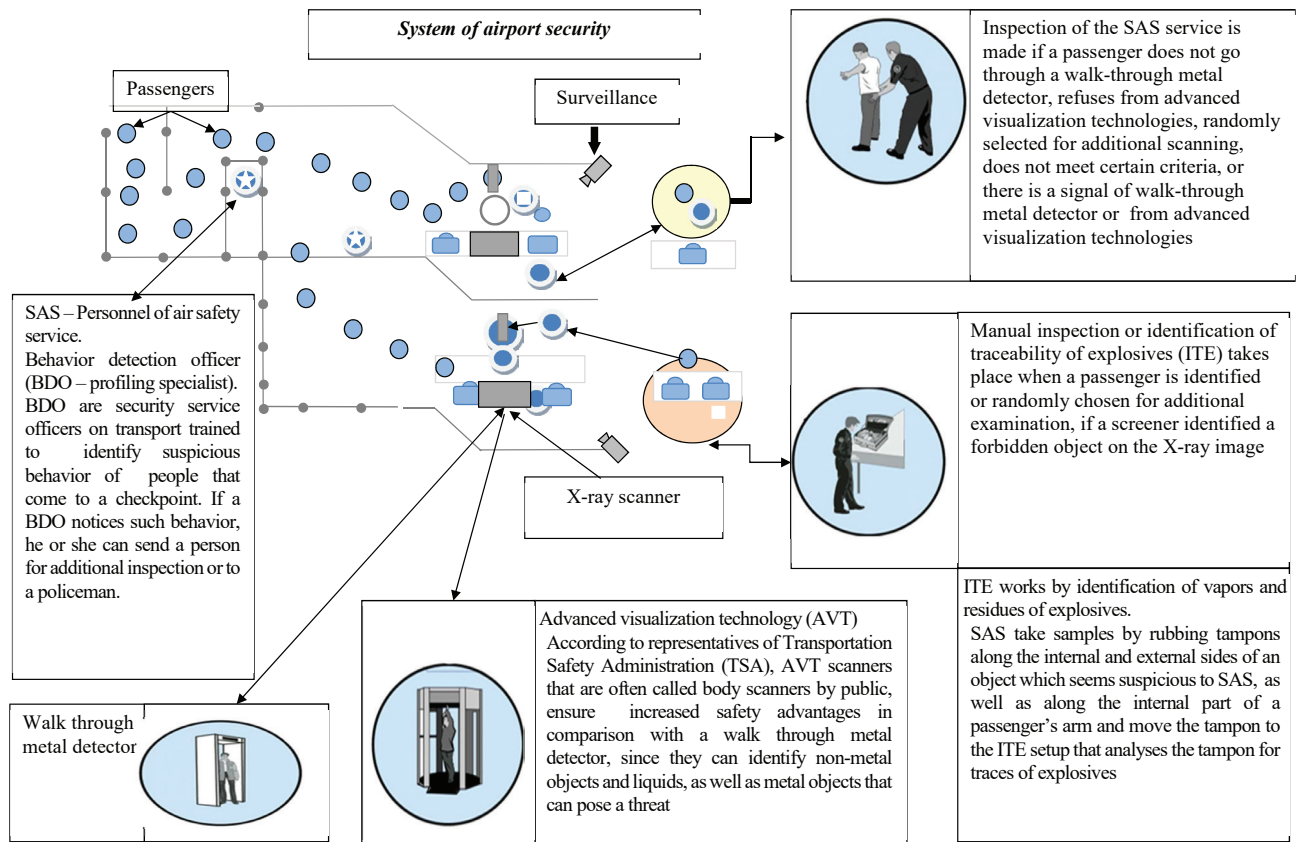 System of airport security
Passengers
Surveillance
Inspection of the SAS service is
made if a passenger does not go
through a walk-through metal
detector, refuses from advanced
visualization technologies, randomly
selected for additional scanning,
does not meet certain criteria, or
there is a signal of walk-through
metal detector or from advanced
visualization technologies
SAS – Personnel of air safety
service.
Behavior detection officer
(BDO – profiling specialist).
BDO are security service
officers on transport trained
to identify suspicious
behavior of people that
come to a checkpoint. If a
BDO notices such behavior,
he or she can send a person
for additional inspection or to
a policeman.
Manual inspection or identification of
traceability of explosives (ITE) takes
place when a passenger is identified
or randomly chosen for additional
examination, if a screener identified a
forbidden object on the X-ray image
X-ray scanner
ITE works by identification of vapors and
residues of explosives.
SAS take samples by rubbing tampons
along the internal and external sides of an
object which seems suspicious to SAS, as
well as along the internal part of a
passenger's arm and move the tampon to
the ITE setup that analyses the tampon for
traces of explosives
Advanced visualization technology (AVT)
According to representatives of Transportation
Safety Administration (TSA), AVT scanners
that are often called body scanners by public,
ensure increased safety advantages in
comparison with a walk through metal
detector, since they can identify non-metal
objects and liquids, as well as metal objects that
can pose a threat
Walk through
metal detector